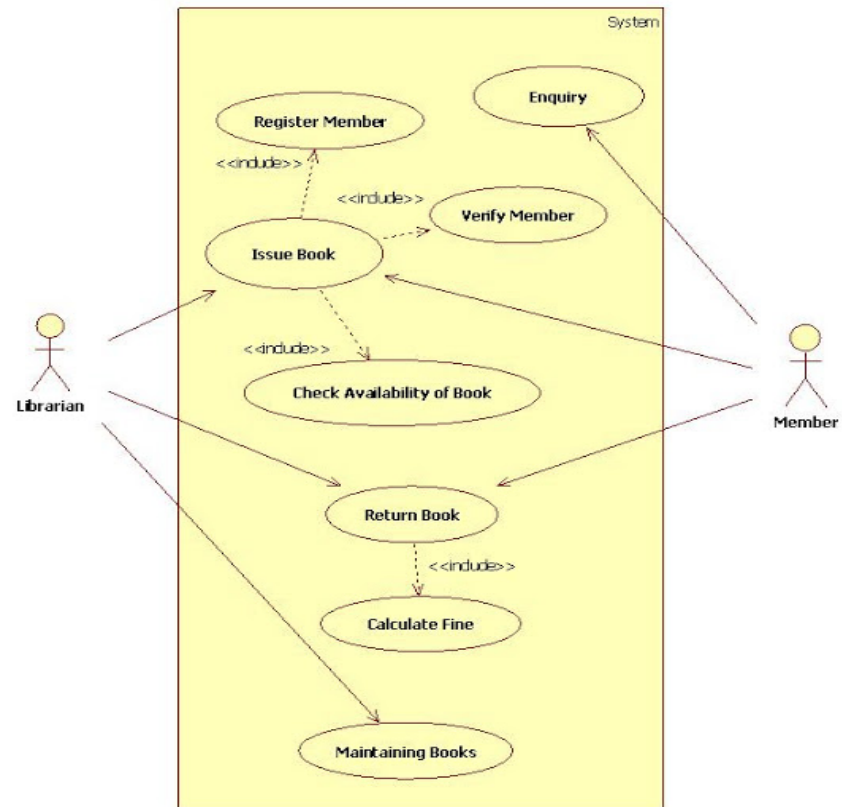 System
Enquiry
Register Member
<<include>>
<<include>>
Verify Member
Issue Book
<<include>>
Check Availability of Book
Librarian
Member
Return Book
<<include>>
Calculate Fine
Maintaining Books